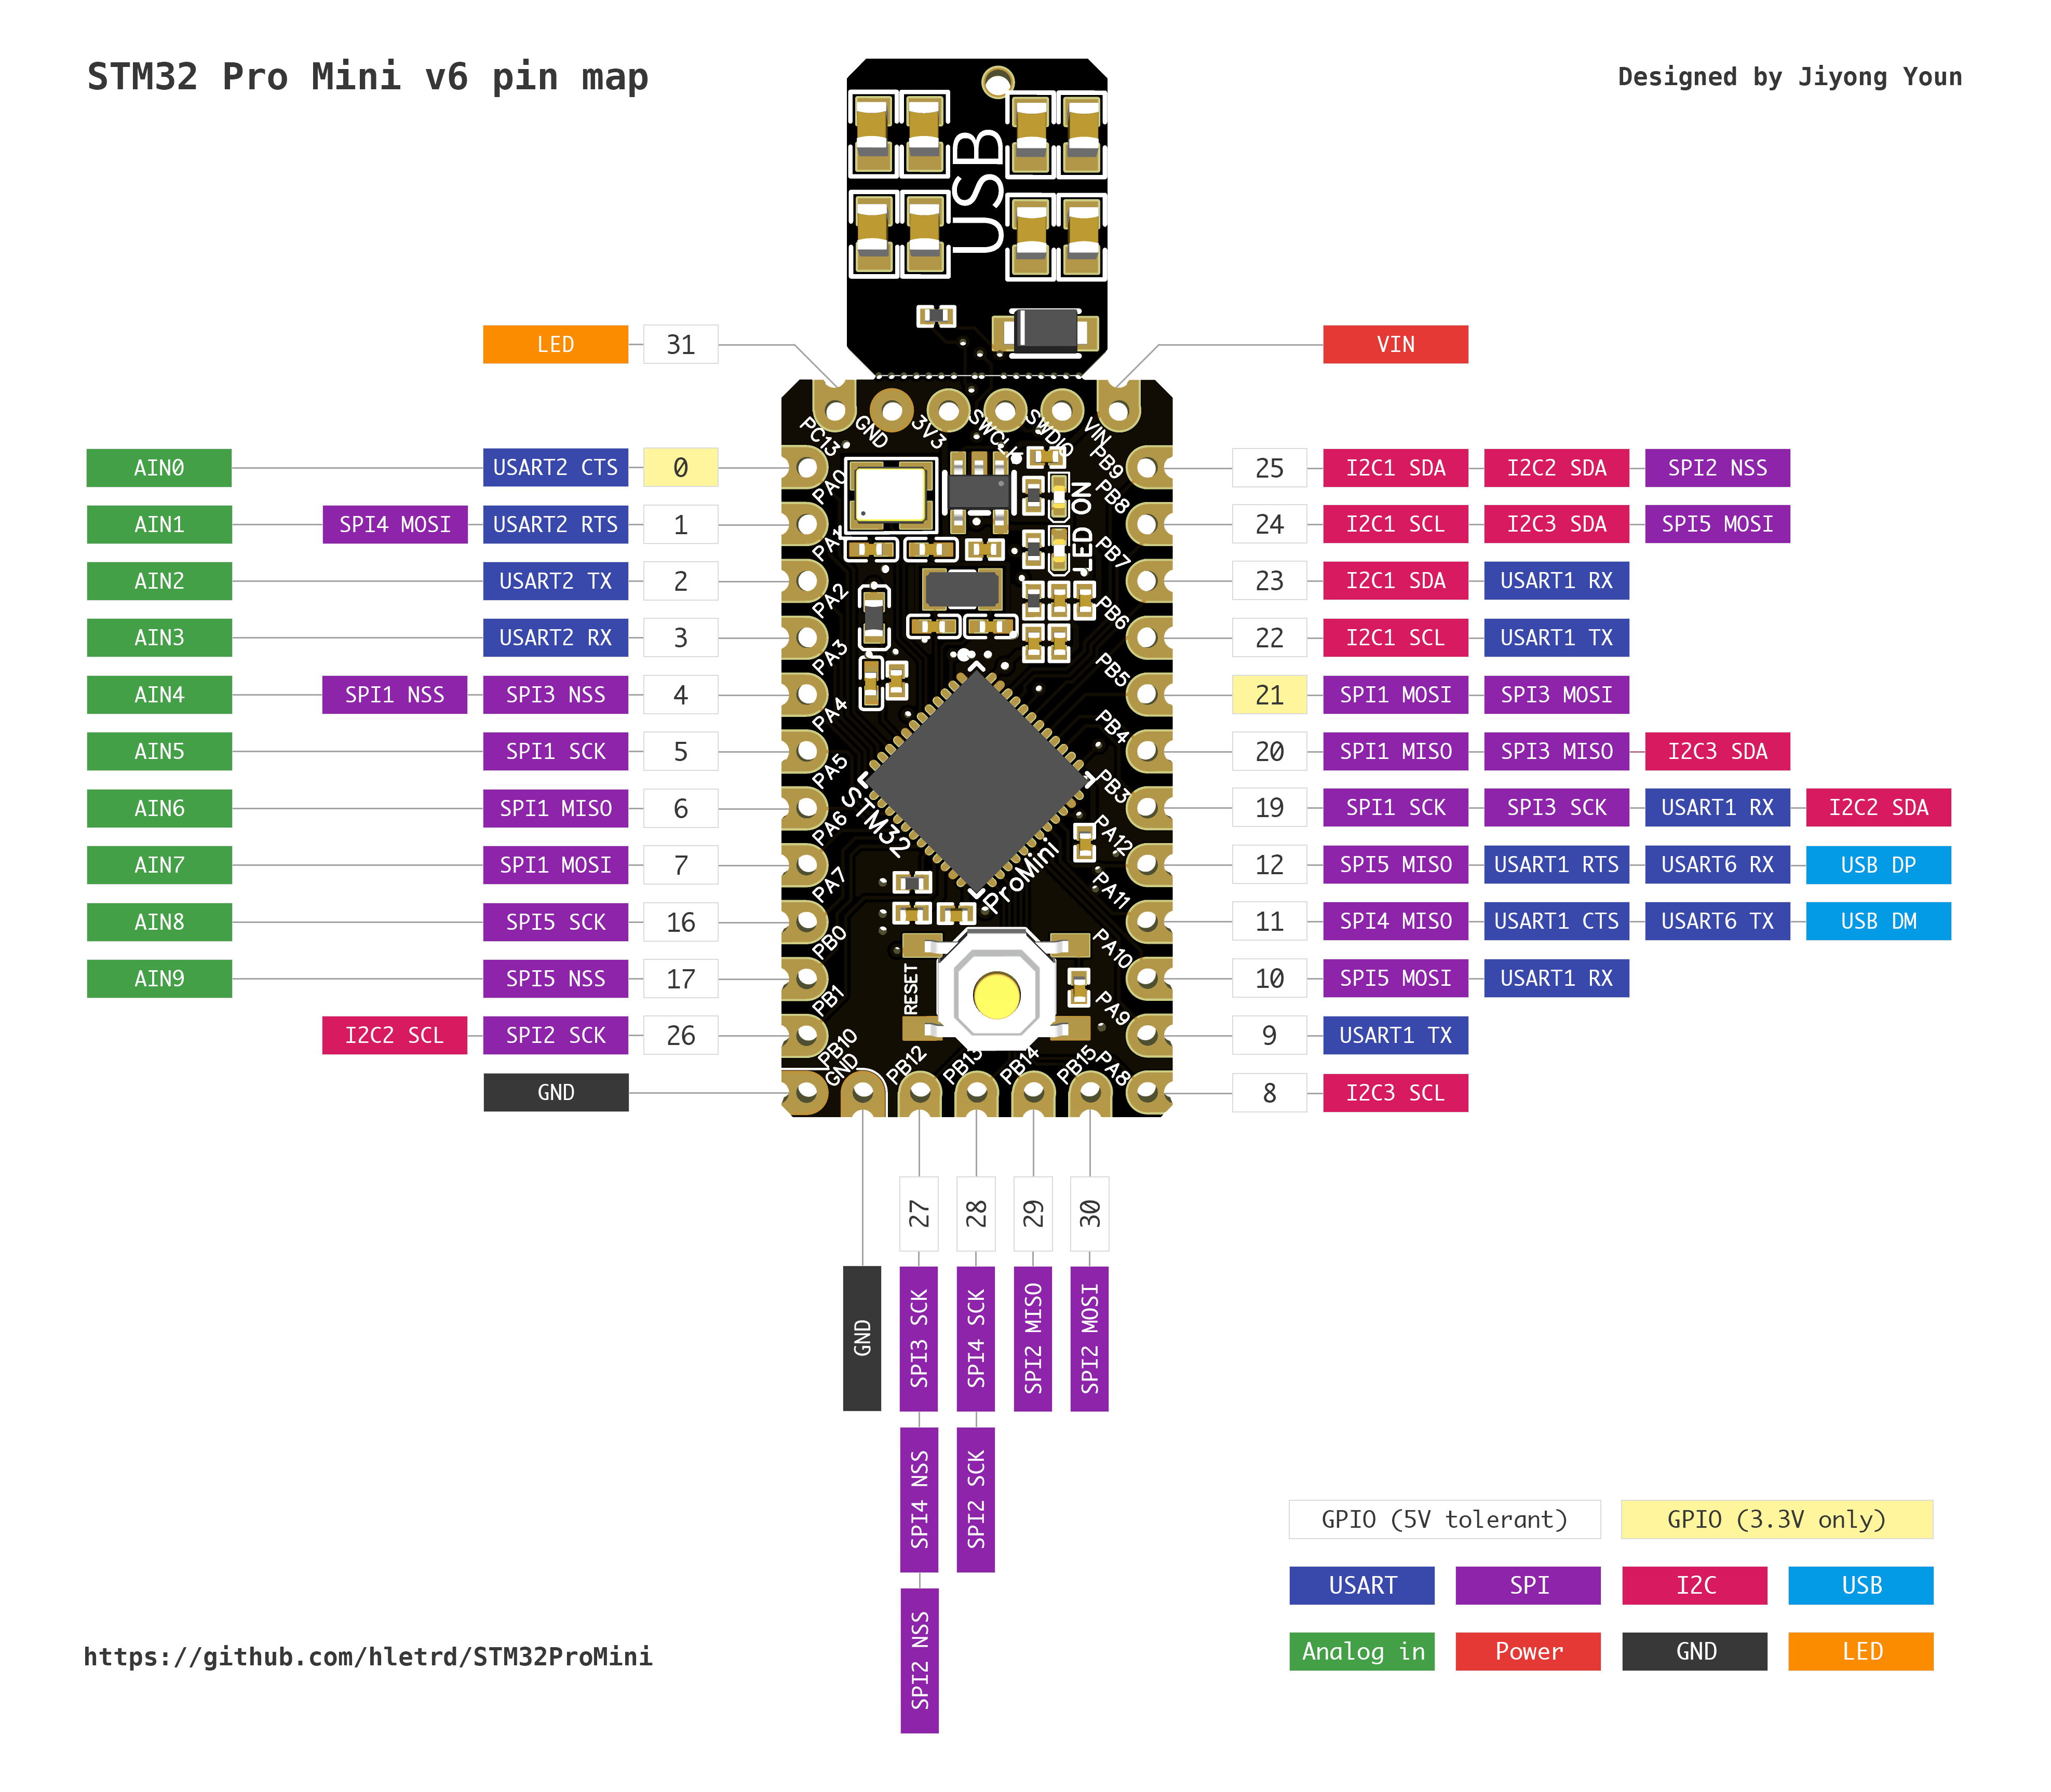 STM32 Pro Mini v6 pin map
Designed by Jiyong Youn
USB
LED 31
VIN
PC13 GND 3V3 SWCLK SWDIO VIN
AIN0 USART2 CTS 0 PA0
PB9 25 I2C1 SDA I2C2 SDA SPI2 NSS
AIN1 SPI4 MOSI USART2 RTS 1 PA1
PB8 24 I2C1 SCL I2C3 SDA SPI5 MOSI
LED ON
AIN2 USART2 TX 2 PA2
PB7 23 I2C1 SDA USART1 RX
AIN3 USART2 RX 3 PA3
PB6 22 I2C1 SCL USART1 TX
AIN4 SPI1 NSS SPI3 NSS 4 PA4
PB5 21 SPI1 MOSI SPI3 MOSI
AIN5 SPI1 SCK 5 PA5
PB4 20 SPI1 MISO SPI3 MISO I2C3 SDA
AIN6 SPI1 MISO 6 PA6
PB3 19 SPI1 SCK SPI3 SCK USART1 RX I2C2 SDA
STM32
ProMini
AIN7 SPI1 MOSI 7 PA7
PA12 12 SPI5 MISO USART1 RTS USART6 RX USB DP
AIN8 SPI5 SCK 16 PB0
PA11 11 SPI4 MISO USART1 CTS USART6 TX USB DM
AIN9 SPI5 NSS 17 PB1
PA10 10 SPI5 MOSI USART1 RX
RESET
I2C2 SCL SPI2 SCK 26 PB10
PA9 9 USART1 TX
GND GND
PB12 PB13 PB14 PB15
PA8 8 I2C3 SCL
27 28 29 30
GND SPI3 SCK SPI4 SCK SPI2 MISO SPI2 MOSI
SPI4 NSS SPI2 SCK
SPI2 NSS
GPIO (5V tolerant) GPIO (3.3V only)
USART SPI I2C USB
Analog in Power GND LED
https://github.com/hletrd/STM32ProMini